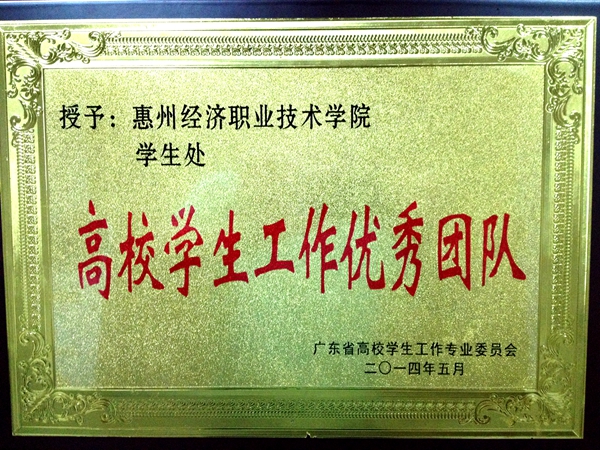 授予：惠州经济职业技术学院
学生处
高校学生工作优秀团队
广东省高校学生工作专业委员会
二〇一四年五月